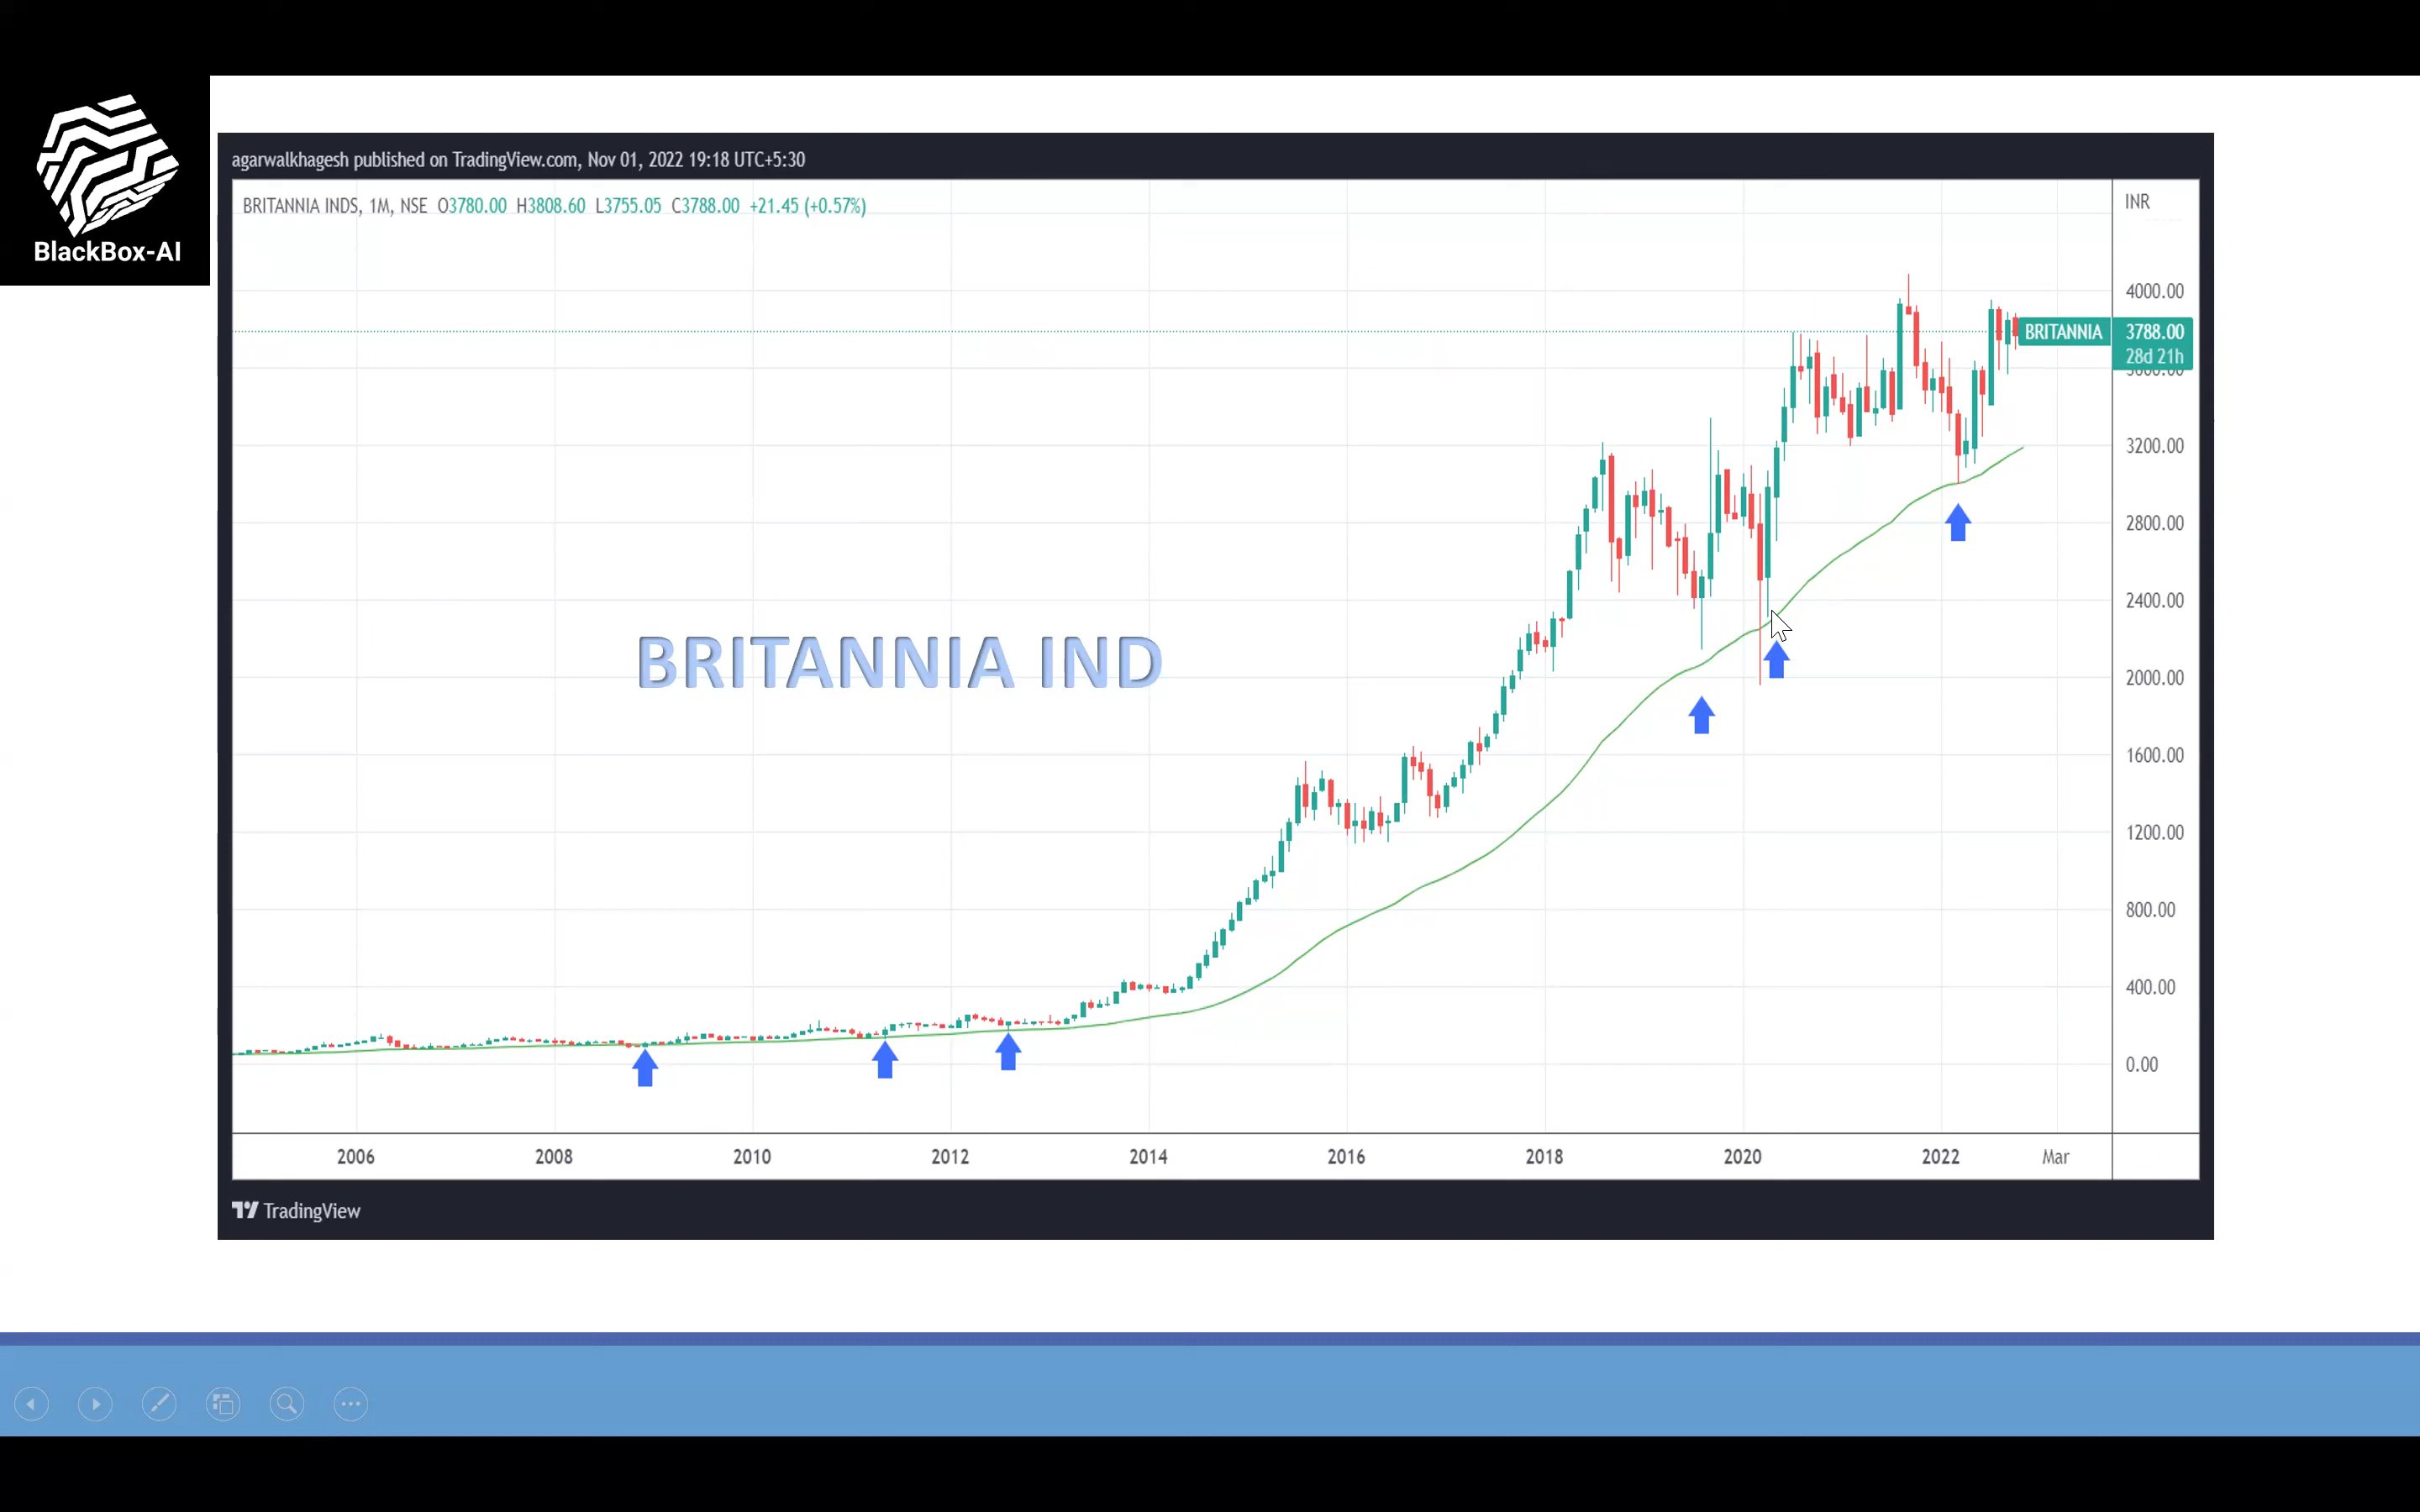 BlackBox-AI
agarwalkhagesh published on TradingView.com, Nov 01, 2022 19:18 UTC+5:30
BRITANNIA INDS, 1M, NSE O3780.00 H3808.60 L3755.05 C3788.00 +21.45 (+0.57%)
INR
4000.00
BRITANNIA 3788.00
28d 21h
3200.00
2800.00
2400.00
BRITANNIA IND
2000.00
1600.00
1200.00
800.00
400.00
0.00
2006 2008 2010 2012 2014 2016 2018 2020 2022 Mar
TradingView